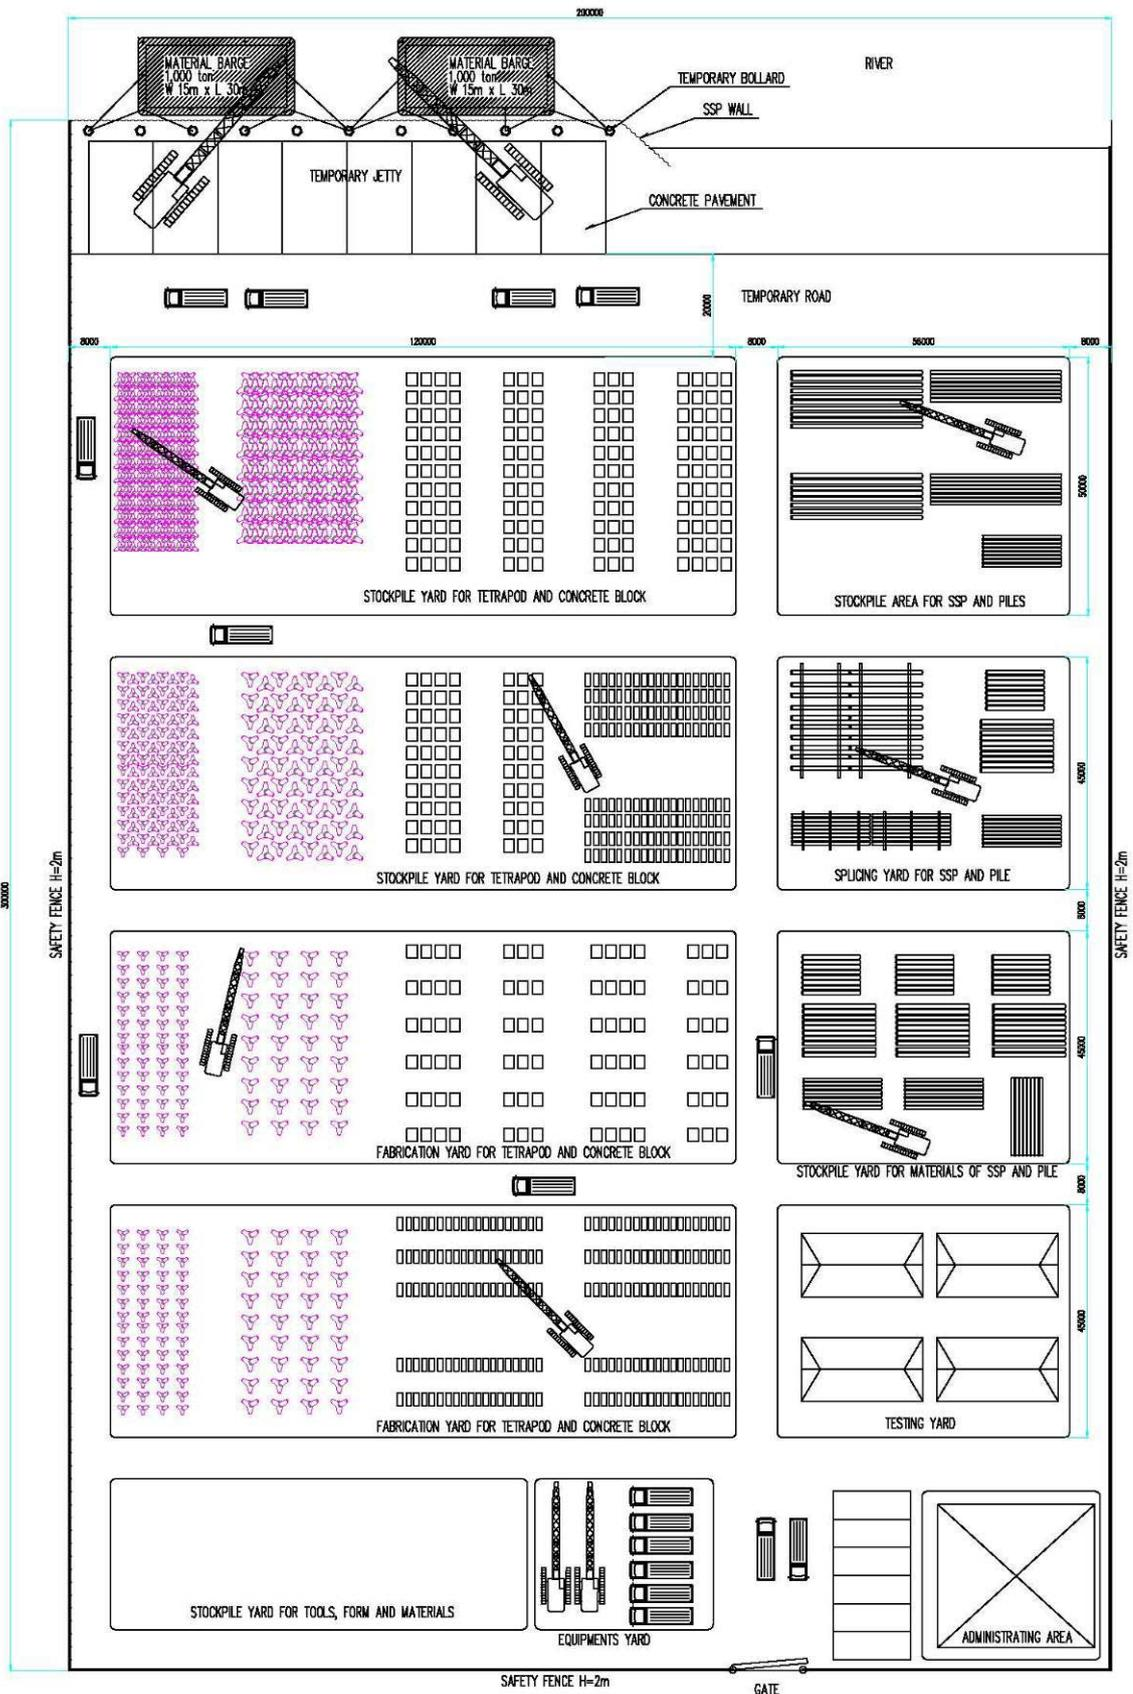 200000
MATERIAL BARGE
1,000 ton
W 15m x L 30m
MATERIAL BARGE
1,000 ton
W 15m x L 30m
RIVER
TEMPORARY BOLLARD
SSP WALL
TEMPORARY JETTY
CONCRETE PAVEMENT
TEMPORARY ROAD
20000
8000
120000
8000
56000
8000
50000
STOCKPILE YARD FOR TETRAPOD AND CONCRETE BLOCK
STOCKPILE AREA FOR SSP AND PILES
45000
STOCKPILE YARD FOR TETRAPOD AND CONCRETE BLOCK
SPLICING YARD FOR SSP AND PILE
300000
SAFETY FENCE H=2m
SAFETY FENCE H=2m
8000
45000
FABRICATION YARD FOR TETRAPOD AND CONCRETE BLOCK
STOCKPILE YARD FOR MATERIALS OF SSP AND PILE
8000
45000
FABRICATION YARD FOR TETRAPOD AND CONCRETE BLOCK
TESTING YARD
STOCKPILE YARD FOR TOOLS, FORM AND MATERIALS
EQUIPMENTS YARD
ADMINISTRATING AREA
SAFETY FENCE H=2m
GATE